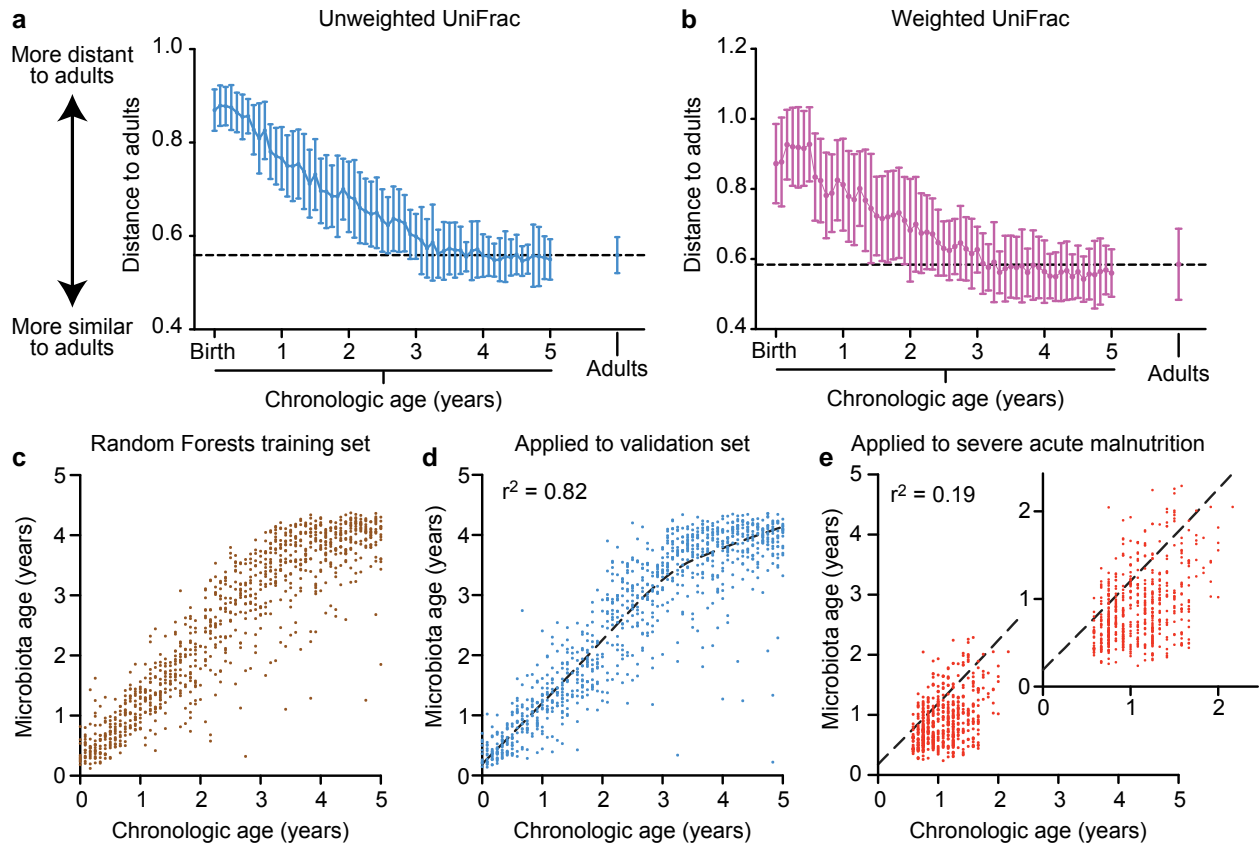 a
Unweighted UniFrac
More distant
to adults
More similar
to adults
Distance to adults
1.0
0.8
0.6
0.4
Birth
1
2
3
4
5
Adults
Chronologic age (years)
b
Weighted UniFrac
Distance to adults
1.2
1.0
0.8
0.6
0.4
Birth
1
2
3
4
5
Adults
Chronologic age (years)
c
Random Forests training set
Microbiota age (years)
5
4
3
2
1
0
0
1
2
3
4
5
Chronologic age (years)
d
Applied to validation set
r² = 0.82
Microbiota age (years)
5
4
3
2
1
0
0
1
2
3
4
5
Chronologic age (years)
e
Applied to severe acute malnutrition
r² = 0.19
Microbiota age (years)
5
4
3
2
1
0
0
1
2
3
4
5
Chronologic age (years)
2
1
0
0
1
2